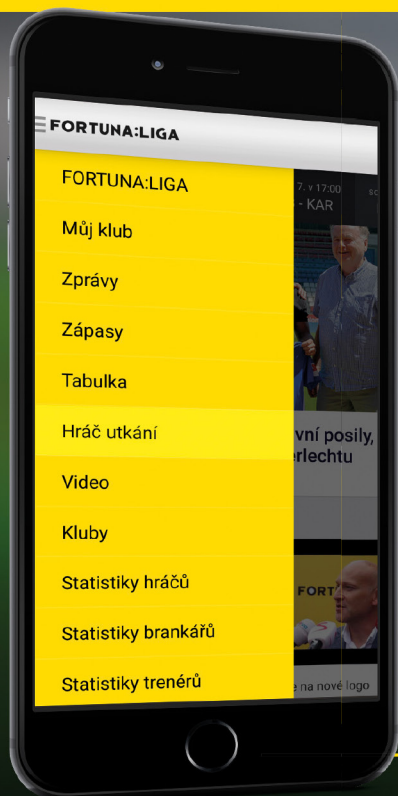 FORTUNA:LIGA
FORTUNA:LIGA
Můj klub
Zprávy
Zápasy
Tabulka
Hráč utkání
Video
Kluby
Statistiky hráčů
Statistiky brankářů
Statistiky trenérů
7. v 17:00
- KAR
vní posily,
erlechtu
FORT
e na nové logo